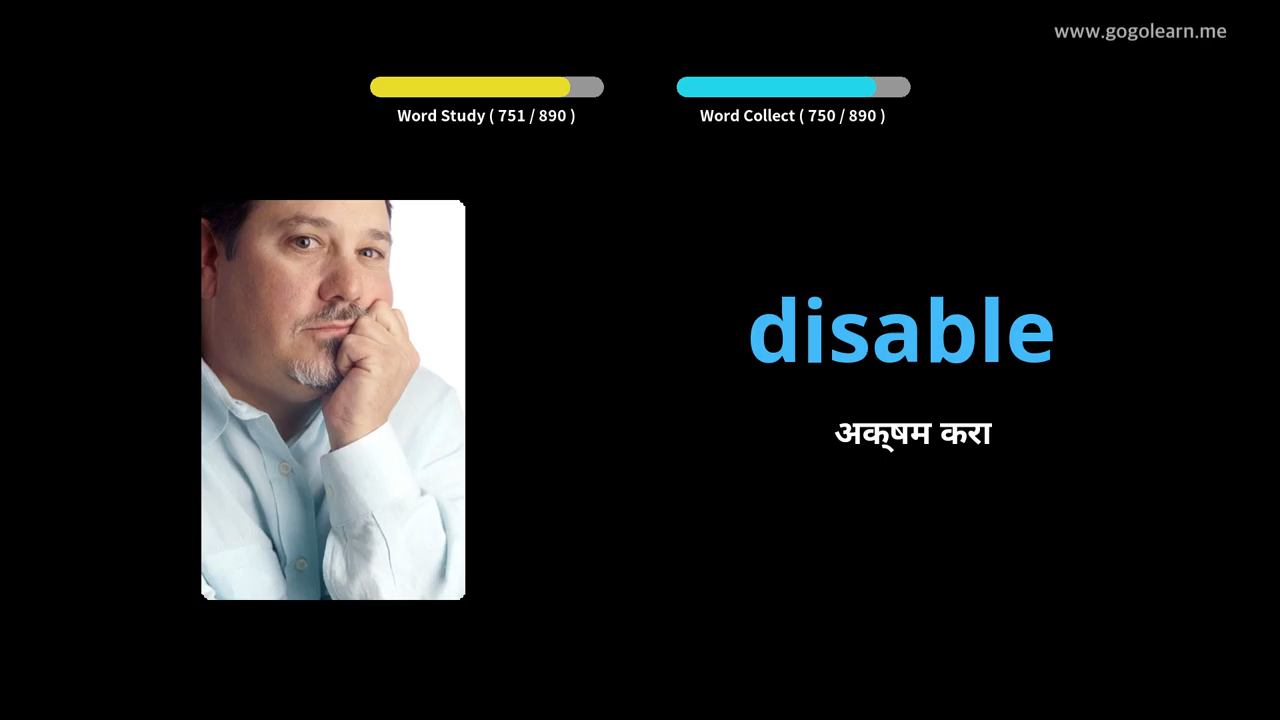 www.gogolearn.me
Word Study ( 751 / 890 )
Word Collect ( 750 / 890 )
disable
अक्षम करा